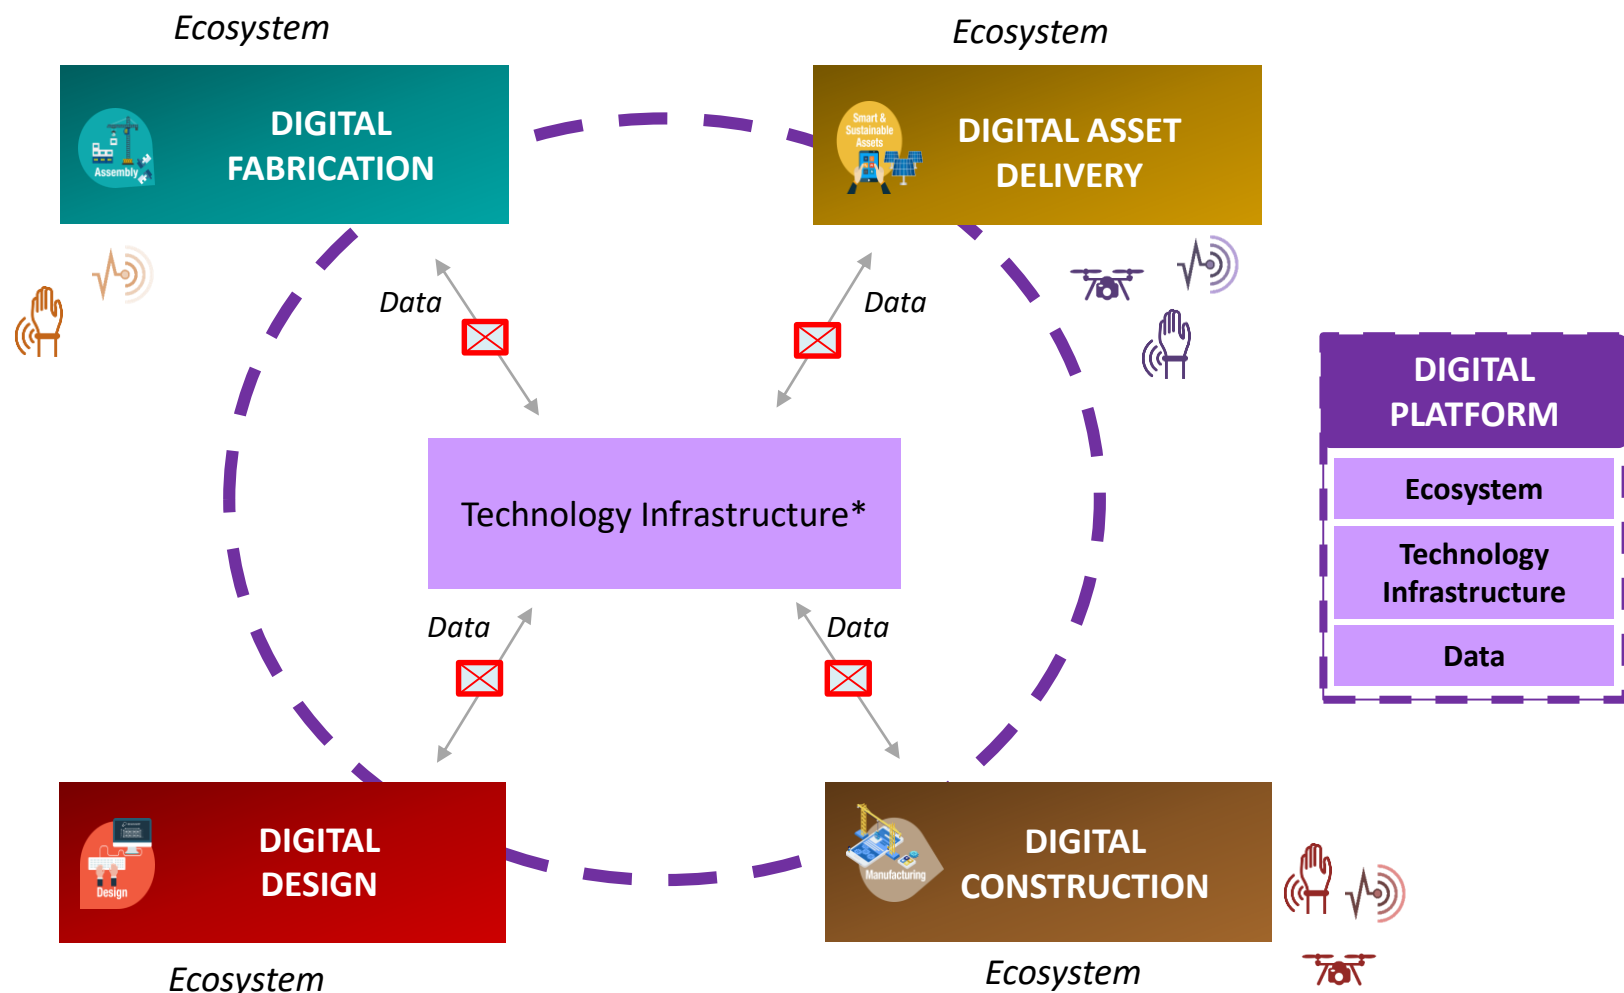 Ecosystem
Ecosystem
Assembly
DIGITAL
FABRICATION
Smart &
Sustainable
Assets
DIGITAL ASSET
DELIVERY
Data
Data
Technology Infrastructure*
DIGITAL
PLATFORM
Ecosystem
Technology
Infrastructure
Data
Data
Data
Design
DIGITAL
DESIGN
Manufacturing
DIGITAL
CONSTRUCTION
Ecosystem
Ecosystem